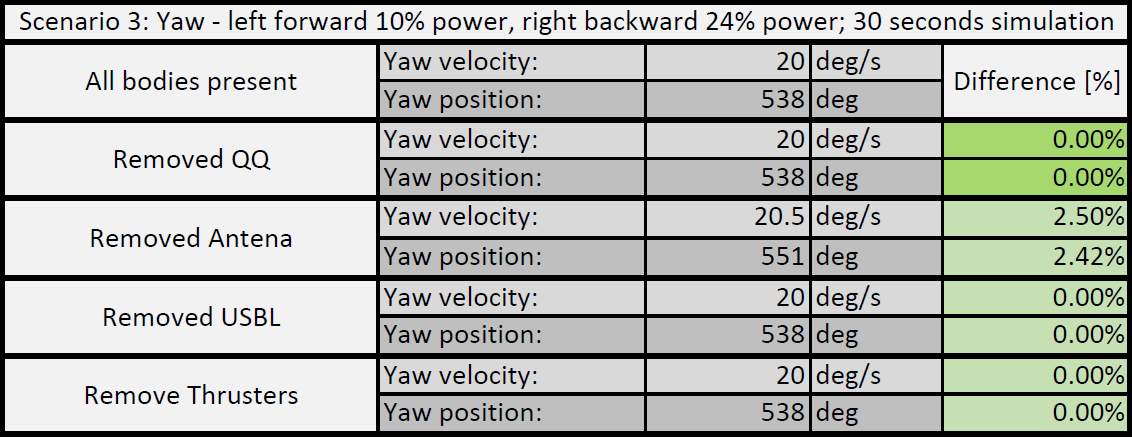 Scenario 3: Yaw - left forward 10% power, right backward 24% power; 30 seconds simulation
All bodies present Yaw velocity: 20 deg/s Difference [%]
Yaw position: 538 deg
Removed QQ Yaw velocity: 20 deg/s 0.00%
Yaw position: 538 deg 0.00%
Removed Antena Yaw velocity: 20.5 deg/s 2.50%
Yaw position: 551 deg 2.42%
Removed USBL Yaw velocity: 20 deg/s 0.00%
Yaw position: 538 deg 0.00%
Remove Thrusters Yaw velocity: 20 deg/s 0.00%
Yaw position: 538 deg 0.00%